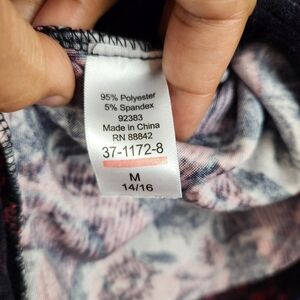 95% Polyester
5% Spandex
92383
Made in China
RN 88842
37-1172-8
M
14/16